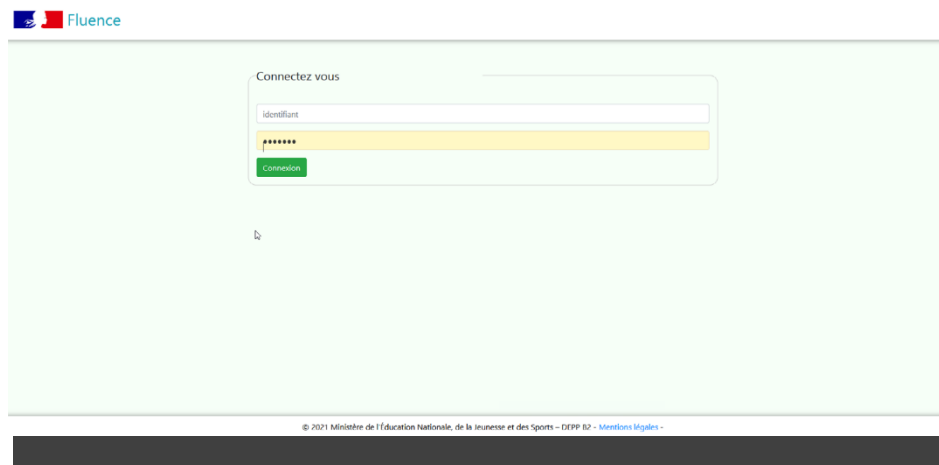 Fluence
Connectez vous
identifiant
•••••••
Connexion
© 2021 Ministère de l'Éducation Nationale, de la Jeunesse et des Sports – DEPP B2 - Mentions légales -